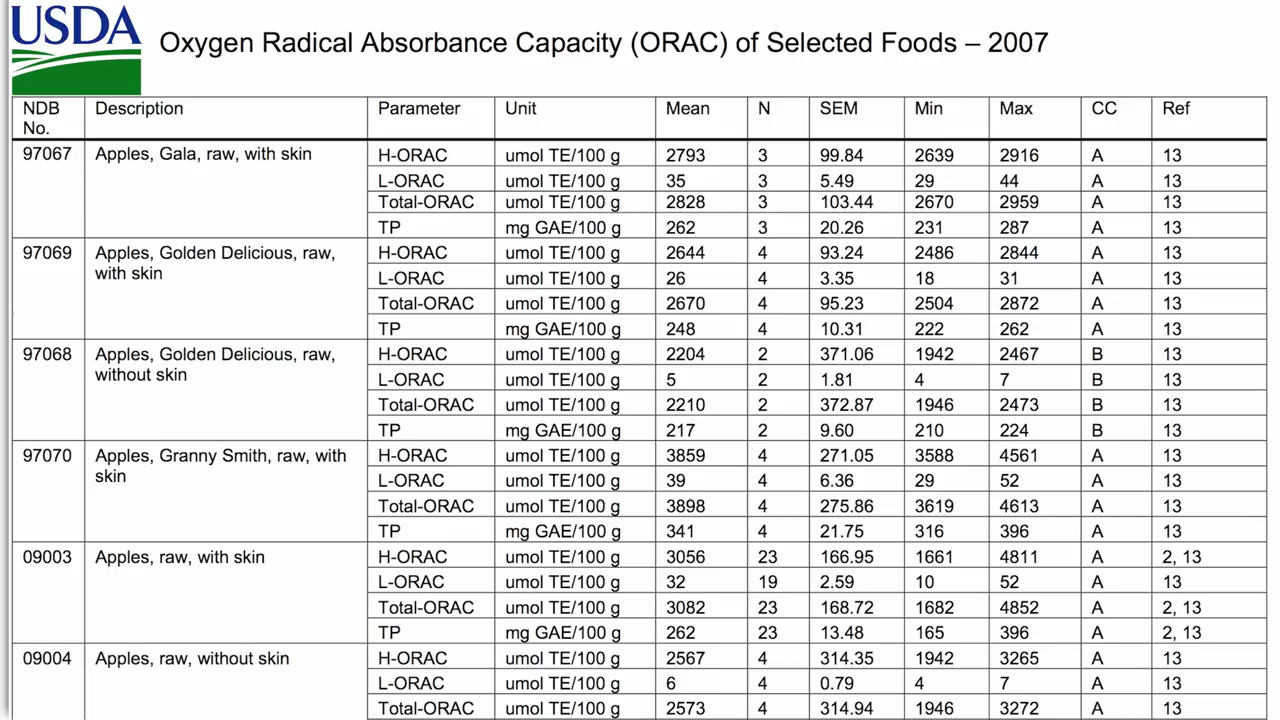 USDA
Oxygen Radical Absorbance Capacity (ORAC) of Selected Foods – 2007
NDB No. Description Parameter Unit Mean N SEM Min Max CC Ref
97067 Apples, Gala, raw, with skin H-ORAC umol TE/100 g 2793 3 99.84 2639 2916 A 13
L-ORAC umol TE/100 g 35 3 5.49 29 44 A 13
Total-ORAC umol TE/100 g 2828 3 103.44 2670 2959 A 13
TP mg GAE/100 g 262 3 20.26 231 287 A 13
97069 Apples, Golden Delicious, raw, H-ORAC umol TE/100 g 2644 4 93.24 2486 2844 A 13
with skin L-ORAC umol TE/100 g 26 4 3.35 18 31 A 13
Total-ORAC umol TE/100 g 2670 4 95.23 2504 2872 A 13
TP mg GAE/100 g 248 4 10.31 222 262 A 13
97068 Apples, Golden Delicious, raw, H-ORAC umol TE/100 g 2204 2 371.06 1942 2467 B 13
without skin L-ORAC umol TE/100 g 5 2 1.81 4 7 B 13
Total-ORAC umol TE/100 g 2210 2 372.87 1946 2473 B 13
TP mg GAE/100 g 217 2 9.60 210 224 B 13
97070 Apples, Granny Smith, raw, with H-ORAC umol TE/100 g 3859 4 271.05 3588 4561 A 13
skin L-ORAC umol TE/100 g 39 4 6.36 29 52 A 13
Total-ORAC umol TE/100 g 3898 4 275.86 3619 4613 A 13
TP mg GAE/100 g 341 4 21.75 316 396 A 13
09003 Apples, raw, with skin H-ORAC umol TE/100 g 3056 23 166.95 1661 4811 A 2, 13
L-ORAC umol TE/100 g 32 19 2.59 10 52 A 13
Total-ORAC umol TE/100 g 3082 23 168.72 1682 4852 A 2, 13
TP mg GAE/100 g 262 23 13.48 165 396 A 2, 13
09004 Apples, raw, without skin H-ORAC umol TE/100 g 2567 4 314.35 1942 3265 A 13
L-ORAC umol TE/100 g 6 4 0.79 4 7 A 13
Total-ORAC umol TE/100 g 2573 4 314.94 1946 3272 A 13